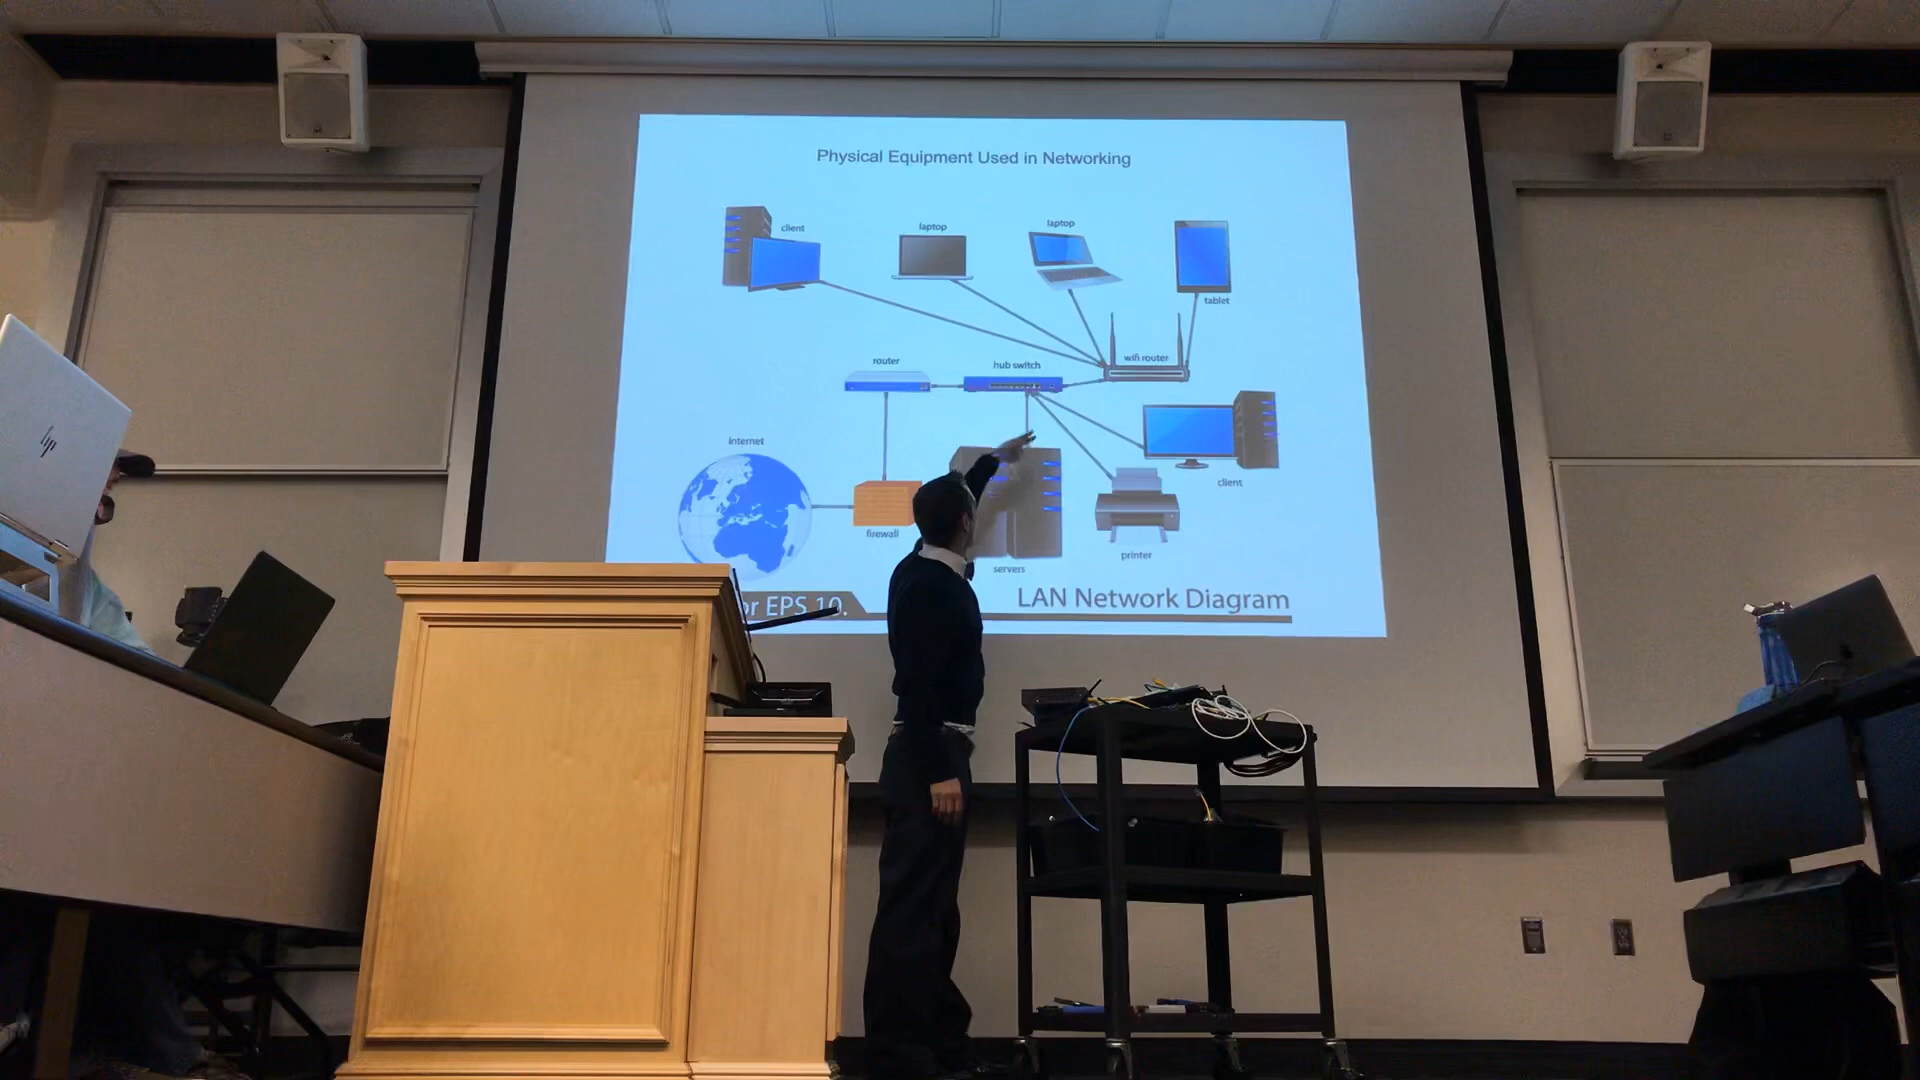 Physical Equipment Used in Networking
client
laptop
laptop
tablet
wifi router
router
hub switch
internet
client
firewall
printer
servers
or EPS 10.
LAN Network Diagram
hp